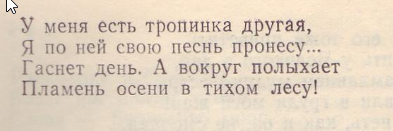 У меня есть тропинка другая,
Я по ней свою песнь пронесу...
Гаснет день. А вокруг полыхает
Пламень осени в тихом лесу!